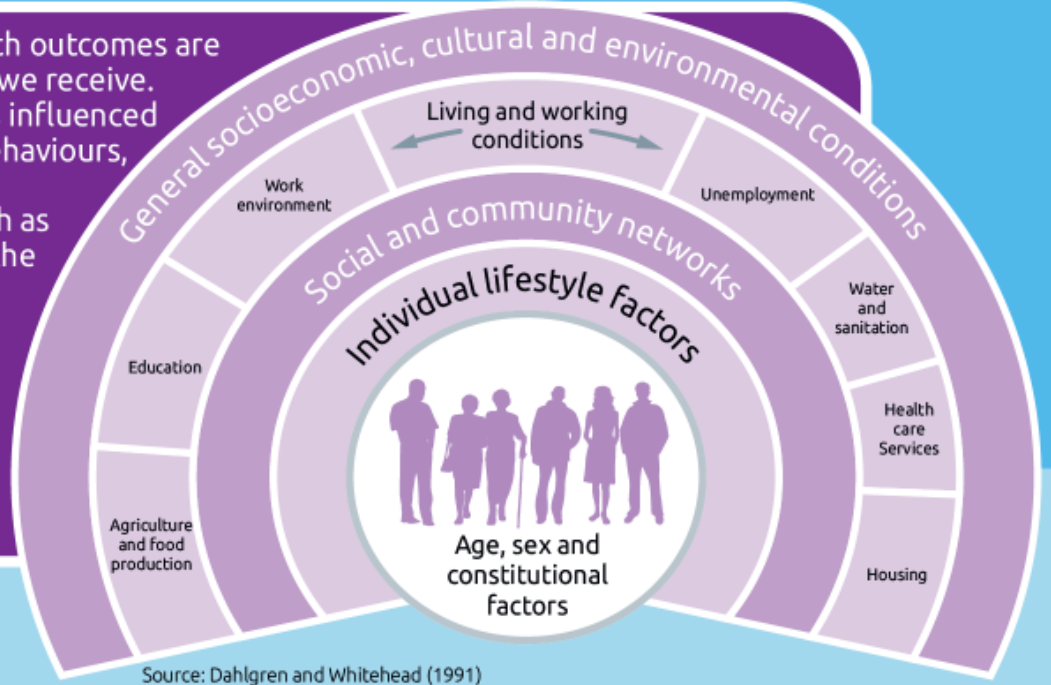 th outcomes are
we receive.
influenced
ehaviours,
h as
he
General socioeconomic, cultural and environmental conditions
Living and working
conditions
Work
environment
Unemployment
Education
Water
and
sanitation
Health
care
Services
Agriculture
and food
production
Housing
Social and community networks
Individual lifestyle factors
Age, sex and
constitutional
factors
Source: Dahlgren and Whitehead (1991)